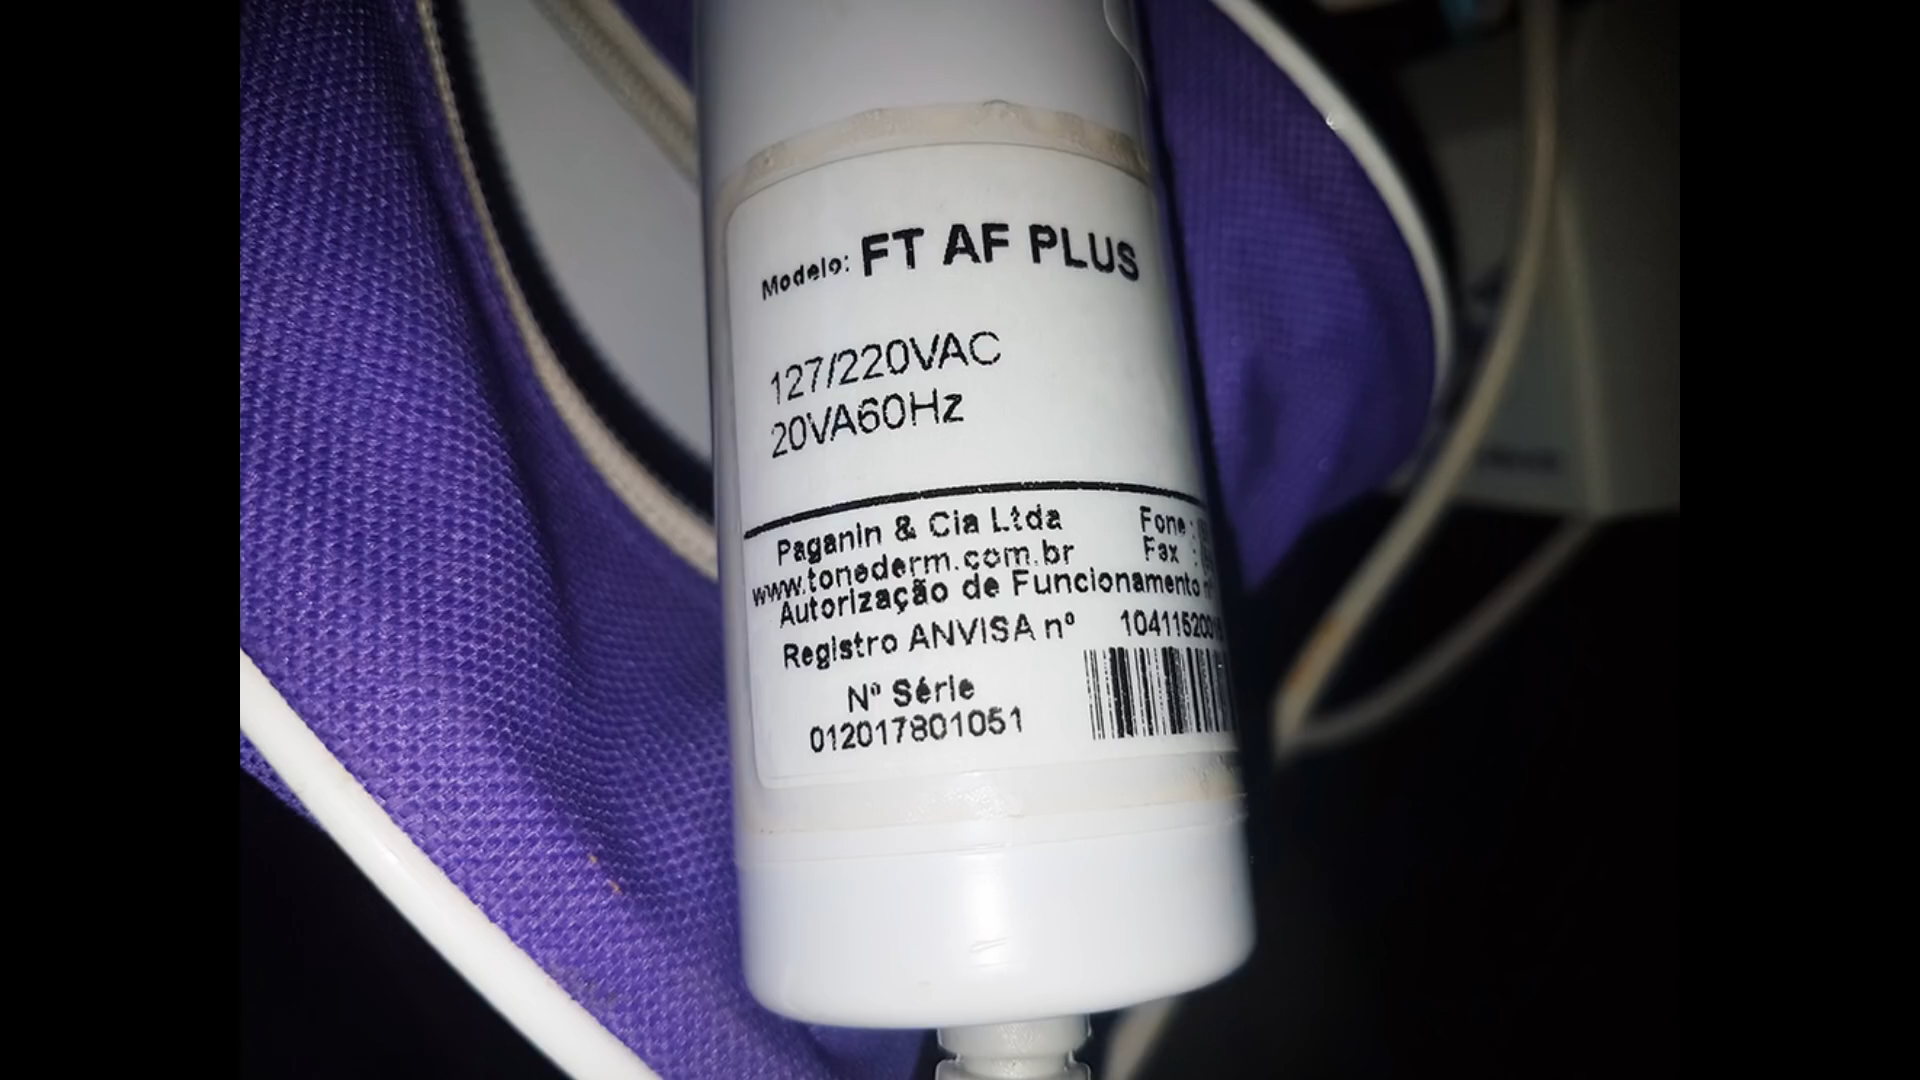 Modelo: FT AF PLUS
127/220VAC
20VA60Hz
Paganin & Cia Ltda
Fone:
www.tonederm.com.br
Fax :
Autorização de Funcionamento
Registro ANVISA nº
Nº Série
012017801051